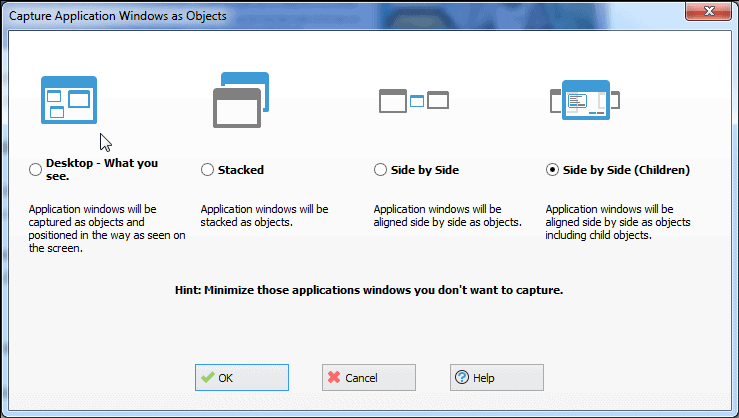 Capture Application Windows as Objects
Desktop - What you
see.
Stacked
Side by Side
Side by Side (Children)
Application windows will be
captured as objects and
positioned in the way as seen on
the screen.
Application windows will be
stacked as objects.
Application windows will be
aligned side by side as objects.
Application windows will be
aligned side by side as objects
including child objects.
Hint: Minimize those applications windows you don't want to capture.
OK
Cancel
Help